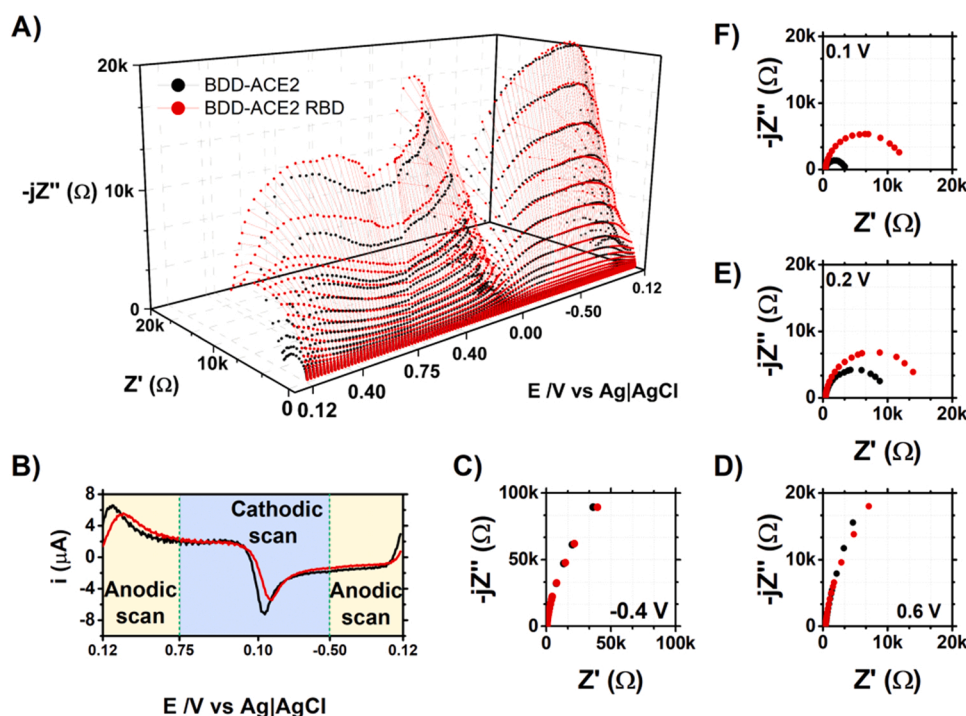 A)
20k
BDD-ACE2
BDD-ACE2 RBD
-jZ'' (Ω)
10k
0
20k
10k
Z' (Ω)
0
0.12
0.40
0.75
0.40
0.00
-0.50
0.12
E /V vs Ag|AgCl
B)
8
4
0
-4
-8
i (μA)
Cathodic
scan
Anodic
scan
Anodic
scan
0.12
0.75
0.10
-0.50
0.12
E /V vs Ag|AgCl
C)
100k
50k
0
-jZ'' (Ω)
-0.4 V
0
50k
100k
Z' (Ω)
D)
20k
10k
0
-jZ'' (Ω)
0.6 V
0
10k
20k
Z' (Ω)
E)
20k
0.2 V
10k
0
-jZ'' (Ω)
0
10k
20k
Z' (Ω)
F)
20k
0.1 V
10k
0
-jZ'' (Ω)
0
10k
20k
Z' (Ω)